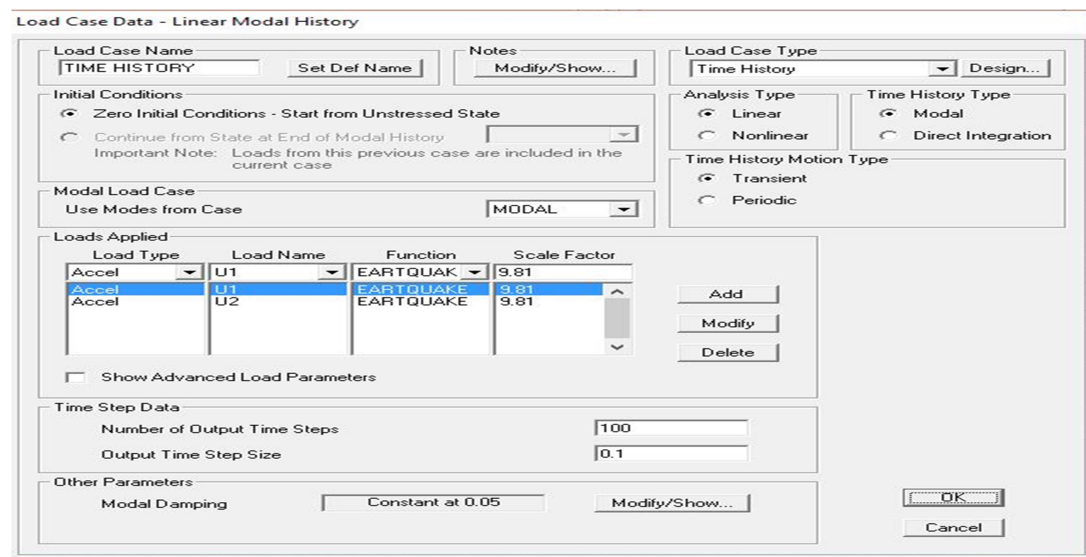 Load Case Data - Linear Modal History
Load Case Name
TIME HISTORY
Set Def Name
Notes
Modify/Show...
Load Case Type
Time History
Design...
Initial Conditions
Zero Initial Conditions - Start from Unstressed State
Continue from State at End of Modal History
Important Note: Loads from this previous case are included in the
current case
Analysis Type
Linear
Nonlinear
Time History Type
Modal
Direct Integration
Time History Motion Type
Transient
Periodic
Modal Load Case
Use Modes from Case
MODAL
Loads Applied
Load Type Load Name Function Scale Factor
Accel U1 EARTQUAK 9.81
Accel U1 EARTQUAKE 9.81
Accel U2 EARTQUAKE 9.81
Add
Modify
Delete
Show Advanced Load Parameters
Time Step Data
Number of Output Time Steps 100
Output Time Step Size 0.1
Other Parameters
Modal Damping Constant at 0.05 Modify/Show...
OK
Cancel